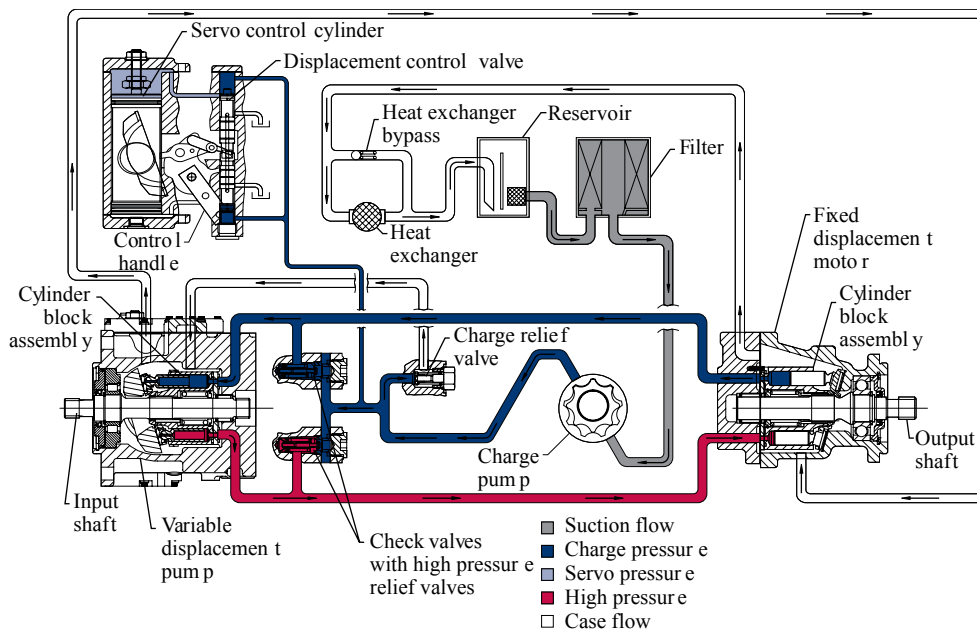 Servo control cylinder
Displacement control valve
Heat exchanger
bypass
Reservoir
Filter
Control
handle
Heat
exchanger
Fixed
displacement
motor
Cylinder
block
assembly
Cylinder
block
assembly
Charge relief
valve
Charge
pump
Output
shaft
Input
shaft
Variable
displacement
pump
Check valves
with high pressure
relief valves
Suction flow
Charge pressure
Servo pressure
High pressure
Case flow